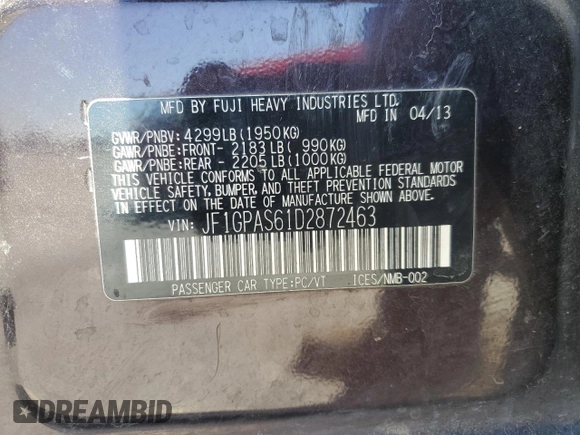 MFD BY FUJI HEAVY INDUSTRIES LTD.
MFD IN 04/13
GVWR/PNBV: 4299LB(1950KG)
GAWR/PNBE:FRONT- 2183LB( 990KG)
GAWR/PNBE:REAR - 2205LB(1000KG)
THIS VEHICLE CONFORMS TO ALL APPLICABLE FEDERAL MOTOR
VEHICLE SAFETY, BUMPER, AND THEFT PREVENTION STANDARDS
IN EFFECT ON THE DATE OF MANUFACTURE SHOWN ABOVE.
VIN: JF1GPAS61D2872463
PASSENGER CAR TYPE:PC/VT ICES/NMB-002
DREAMBID